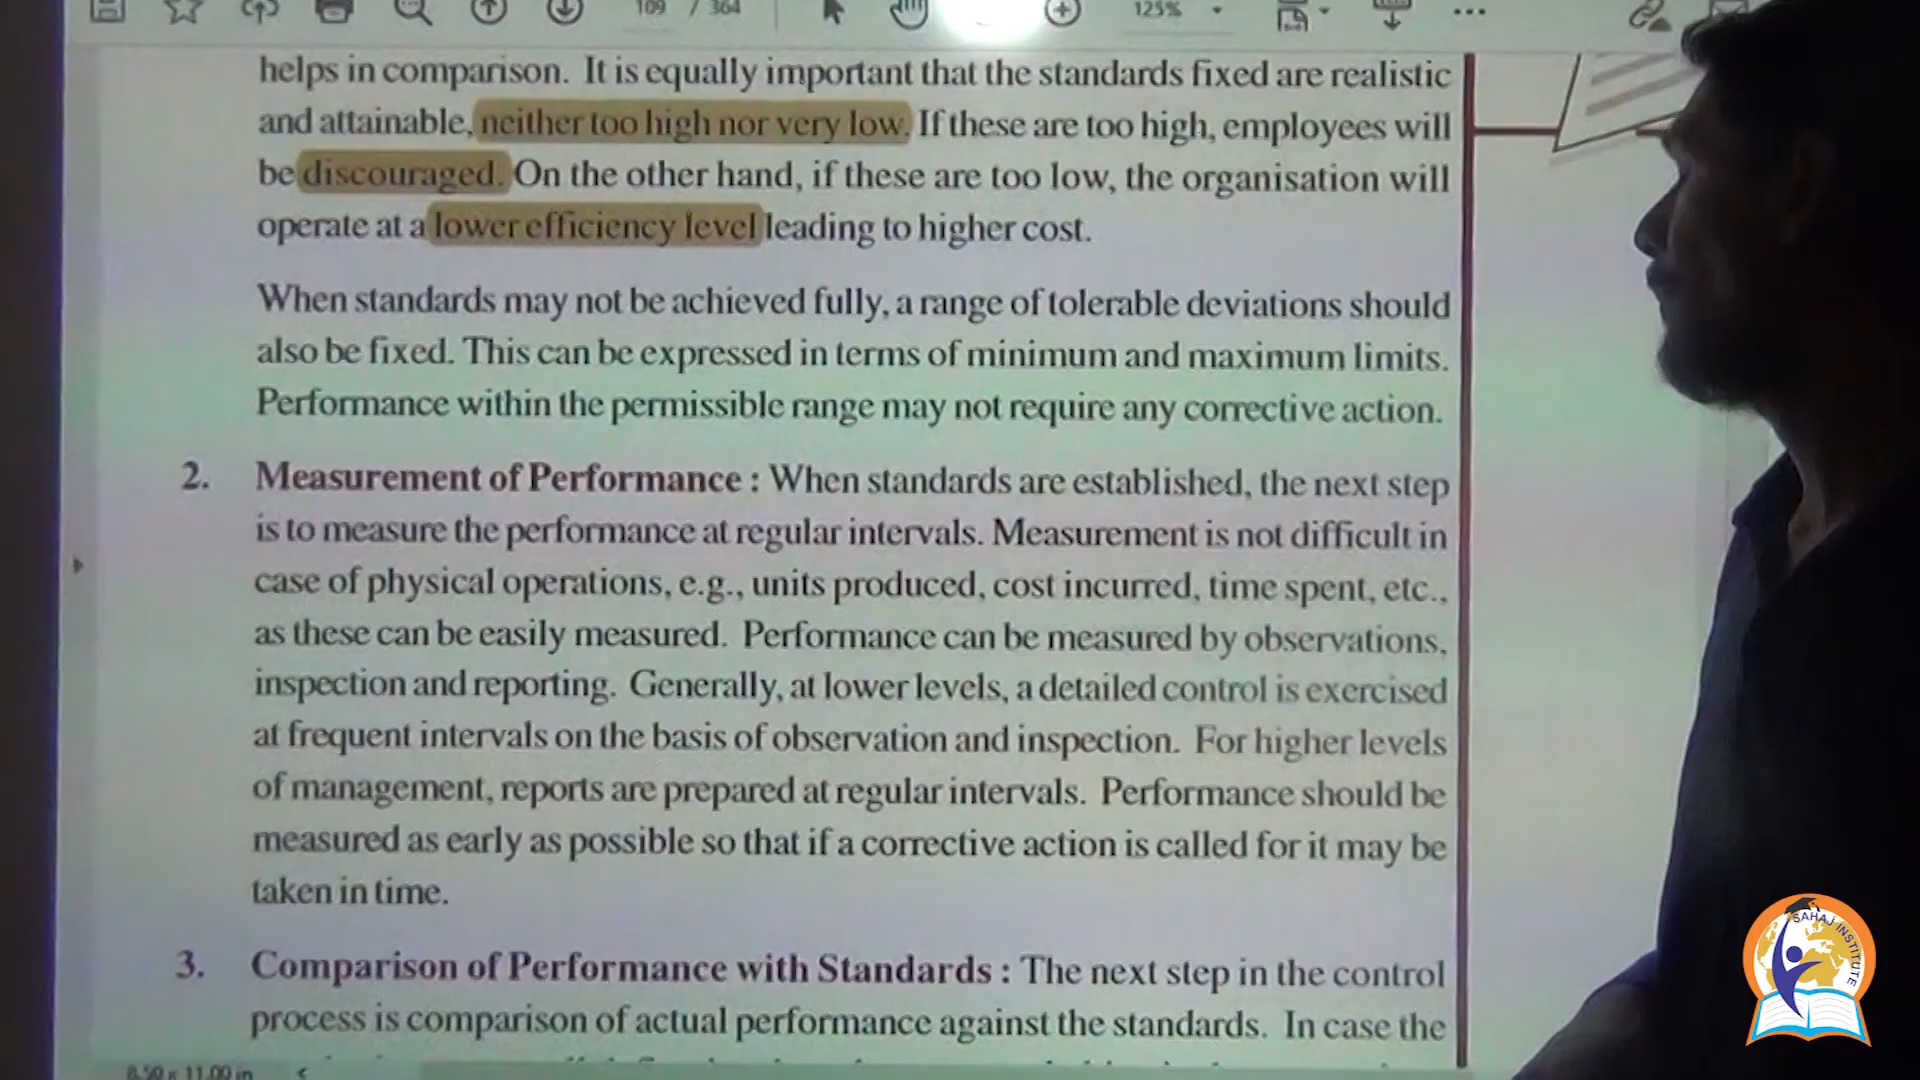 109 / 364
125%
helps in comparison. It is equally important that the standards fixed are realistic
and attainable, neither too high nor very low. If these are too high, employees will
be discouraged. On the other hand, if these are too low, the organisation will
operate at a lower efficiency level leading to higher cost.
When standards may not be achieved fully, a range of tolerable deviations should
also be fixed. This can be expressed in terms of minimum and maximum limits.
Performance within the permissible range may not require any corrective action.
2. Measurement of Performance : When standards are established, the next step
is to measure the performance at regular intervals. Measurement is not difficult in
case of physical operations, e.g., units produced, cost incurred, time spent, etc.,
as these can be easily measured. Performance can be measured by observations,
inspection and reporting. Generally, at lower levels, a detailed control is exercised
at frequent intervals on the basis of observation and inspection. For higher levels
of management, reports are prepared at regular intervals. Performance should be
measured as early as possible so that if a corrective action is called for it may be
taken in time.
3. Comparison of Performance with Standards : The next step in the control
process is comparison of actual performance against the standards. In case the
8.50 x 11.00 in
SAHAJ INSTITUTE